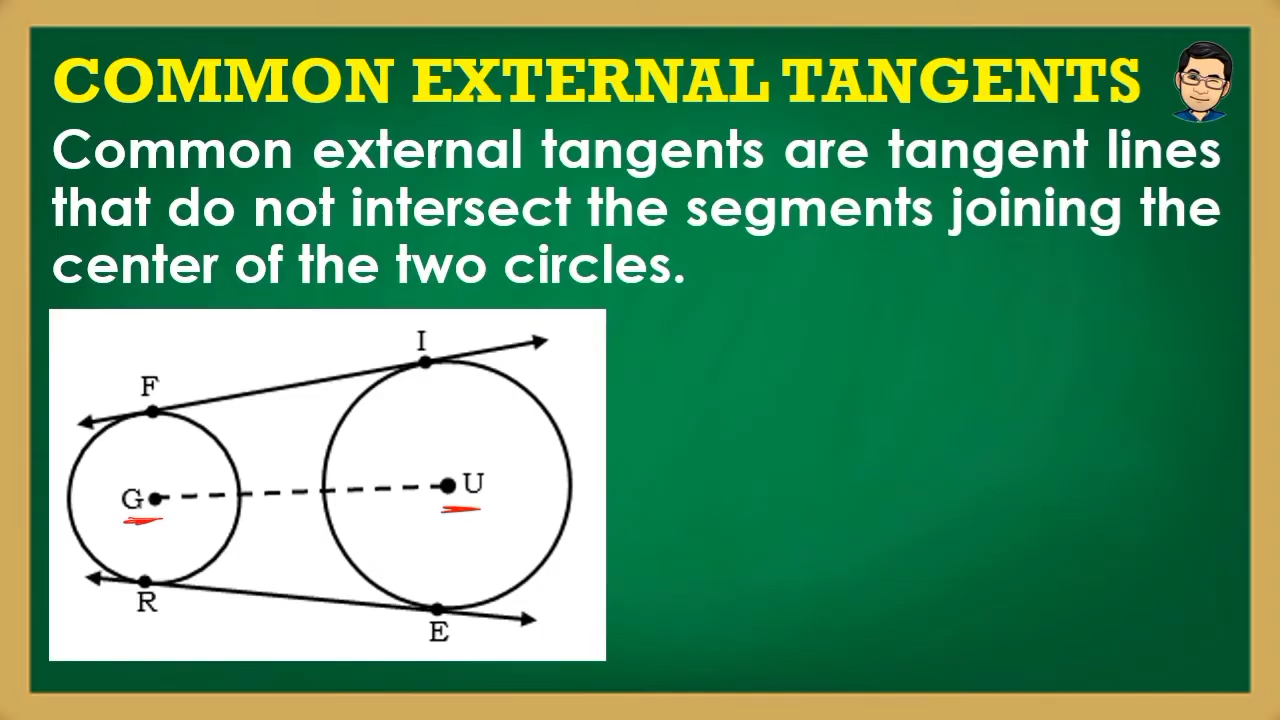 COMMON EXTERNAL TANGENTS
Common external tangents are tangent lines
that do not intersect the segments joining the
center of the two circles.
I
F
G
U
R
E